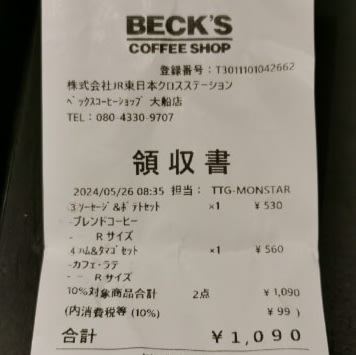 BECK'S
COFFEE SHOP
登録番号：T3011101042662
株式会社JR東日本クロスステーション
ベックスコーヒーショップ 大船店
TEL：080-4330-9707
領収書
2024/05/26 08:35 担当： TTG-MONSTAR
③ソーセージ&ポテトセット ×1 ¥530
-ブレンドコーヒー
- Rサイズ
4ハム&タマゴセット ×1 ¥560
-カフェ・ラテ
- Rサイズ
10%対象商品合計 2点 ¥1,090
(内消費税等(10%) ¥99)
合計 ¥1,090